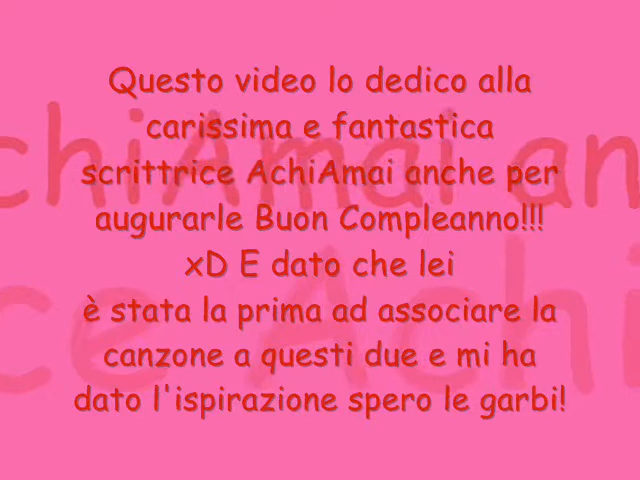 Questo video lo dedico alla
carissima e fantastica
scrittrice AchiAmai anche per
augurarle Buon Compleanno!!!
xD E dato che lei
è stata la prima ad associare la
canzone a questi due e mi ha
dato l'ispirazione spero le garbi!